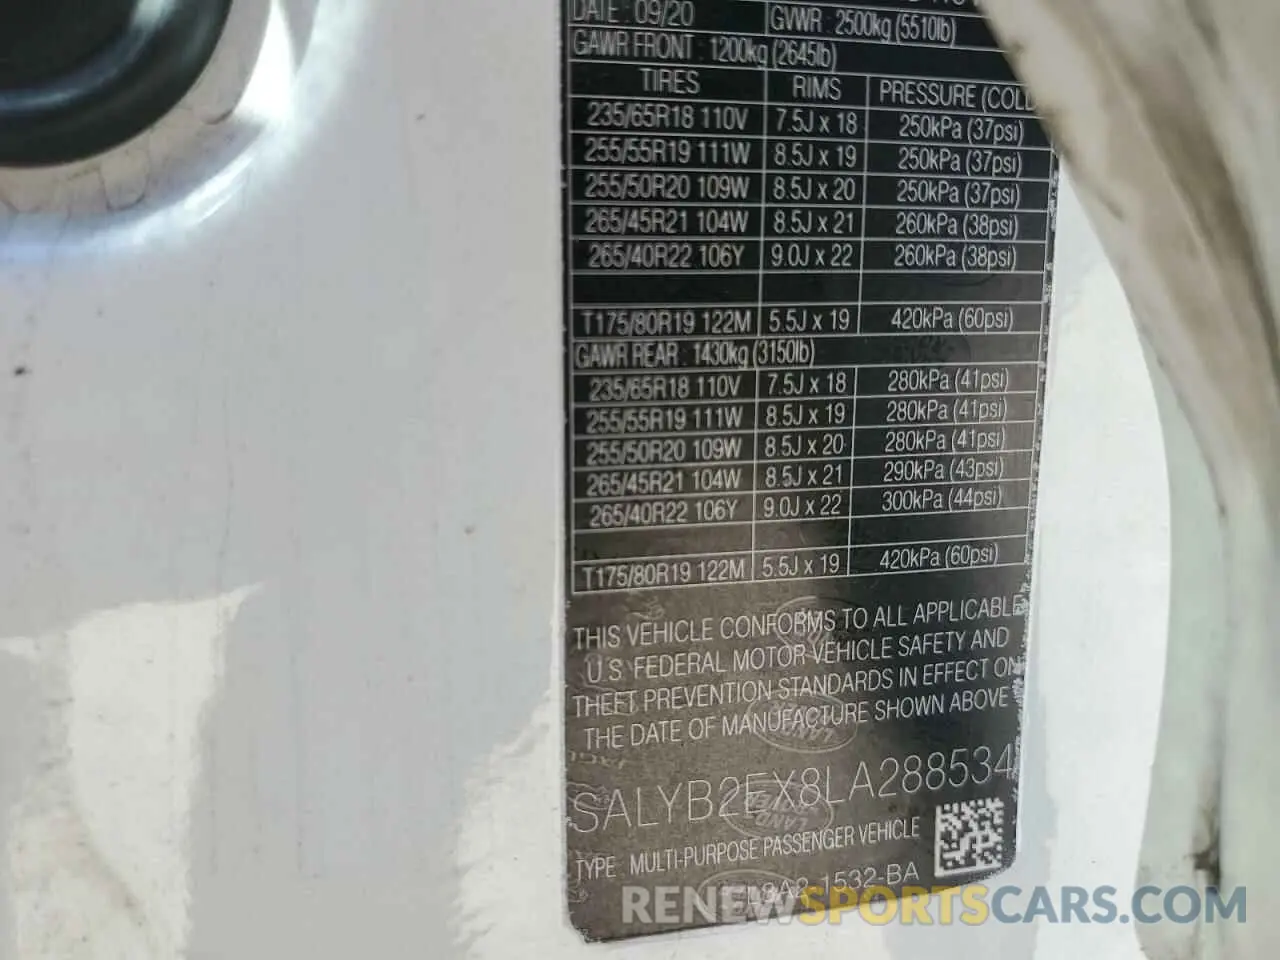 DATE : 09/20 GVWR : 2500kg (5510lb)
GAWR FRONT : 1200kg (2645lb)
TIRES RIMS PRESSURE (COLD
235/65R18 110V 7.5J x 18 250kPa (37psi)
255/55R19 111W 8.5J x 19 250kPa (37psi)
255/50R20 109W 8.5J x 20 250kPa (37psi)
265/45R21 104W 8.5J x 21 260kPa (38psi)
265/40R22 106Y 9.0J x 22 260kPa (38psi)
T175/80R19 122M 5.5J x 19 420kPa (60psi)
GAWR REAR : 1430kg (3150lb)
235/65R18 110V 7.5J x 18 280kPa (41psi)
255/55R19 111W 8.5J x 19 280kPa (41psi)
255/50R20 109W 8.5J x 20 280kPa (41psi)
265/45R21 104W 8.5J x 21 290kPa (43psi)
265/40R22 106Y 9.0J x 22 300kPa (44psi)
T175/80R19 122M 5.5J x 19 420kPa (60psi)
THIS VEHICLE CONFORMS TO ALL APPLICABLE
U.S FEDERAL MOTOR VEHICLE SAFETY AND
THEFT PREVENTION STANDARDS IN EFFECT ON
THE DATE OF MANUFACTURE SHOWN ABOVE
SALYB2EX8LA288534
TYPE : MULTI-PURPOSE PASSENGER VEHICLE
1532-BA
RENEWSPORTSCARS.COM